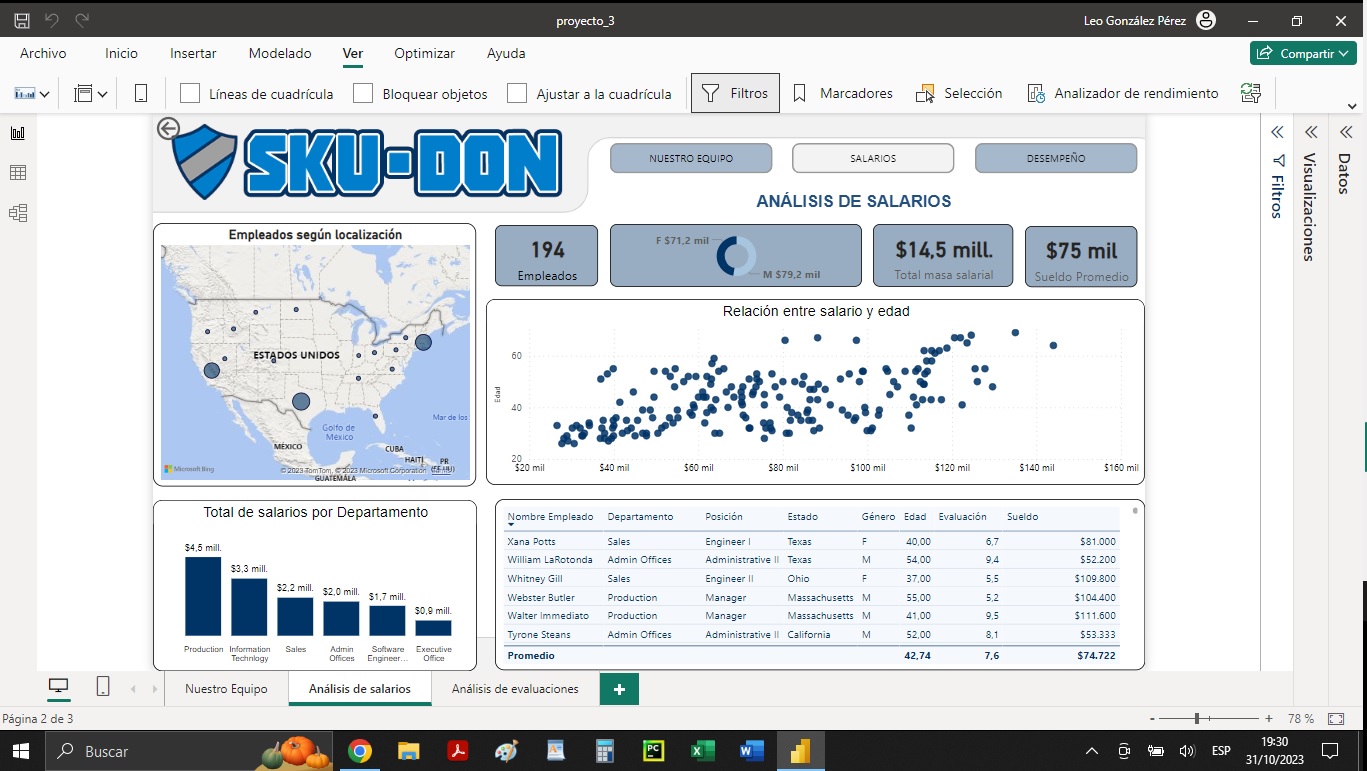 proyecto_3
Leo González Pérez
Archivo Inicio Insertar Modelado Ver Optimizar Ayuda
Compartir
Líneas de cuadrícula Bloquear objetos Ajustar a la cuadrícula Filtros Marcadores Selección Analizador de rendimiento
SKU-DON
NUESTRO EQUIPO SALARIOS DESEMPEÑO
ANÁLISIS DE SALARIOS
Filtros
Visualizaciones
Datos
Empleados según localización
ESTADOS UNIDOS
Golfo de
México
Mar de los
MÉXICO
CUBA
HAITÍ
PR
(EE. UU.)
GUATEMALA
Microsoft Bing
© 2023 TomTom, © 2023 Microsoft Corporation
194
Empleados
F $71,2 mil
M $79,2 mil
$14,5 mill.
Total masa salarial
$75 mil
Sueldo Promedio
Relación entre salario y edad
Edad
60
40
20
$20 mil $40 mil $60 mil $80 mil $100 mil $120 mil $140 mil $160 mil
Total de salarios por Departamento
$4,5 mill.
$3,3 mill.
$2,2 mill.
$2,0 mill.
$1,7 mill.
$0,9 mill.
Production Information Sales Admin Software Executive
Technlogy Offices Engineer... Office
Nombre Empleado Departamento Posición Estado Género Edad Evaluación Sueldo
Xana Potts Sales Engineer I Texas F 40,00 6,7 $81.000
William LaRotonda Admin Offices Administrative II Texas M 54,00 9,4 $52.200
Whitney Gill Sales Engineer II Ohio F 37,00 5,5 $109.800
Webster Butler Production Manager Massachusetts M 55,00 5,2 $104.400
Walter Immediato Production Manager Massachusetts M 41,00 9,5 $111.600
Tyrone Steans Admin Offices Administrative II California M 52,00 8,1 $53.333
Promedio 42,74 7,6 $74.722
Nuestro Equipo Análisis de salarios Análisis de evaluaciones +
Página 2 de 3
- + 78 %
Buscar
PC
ESP
19:30
31/10/2023